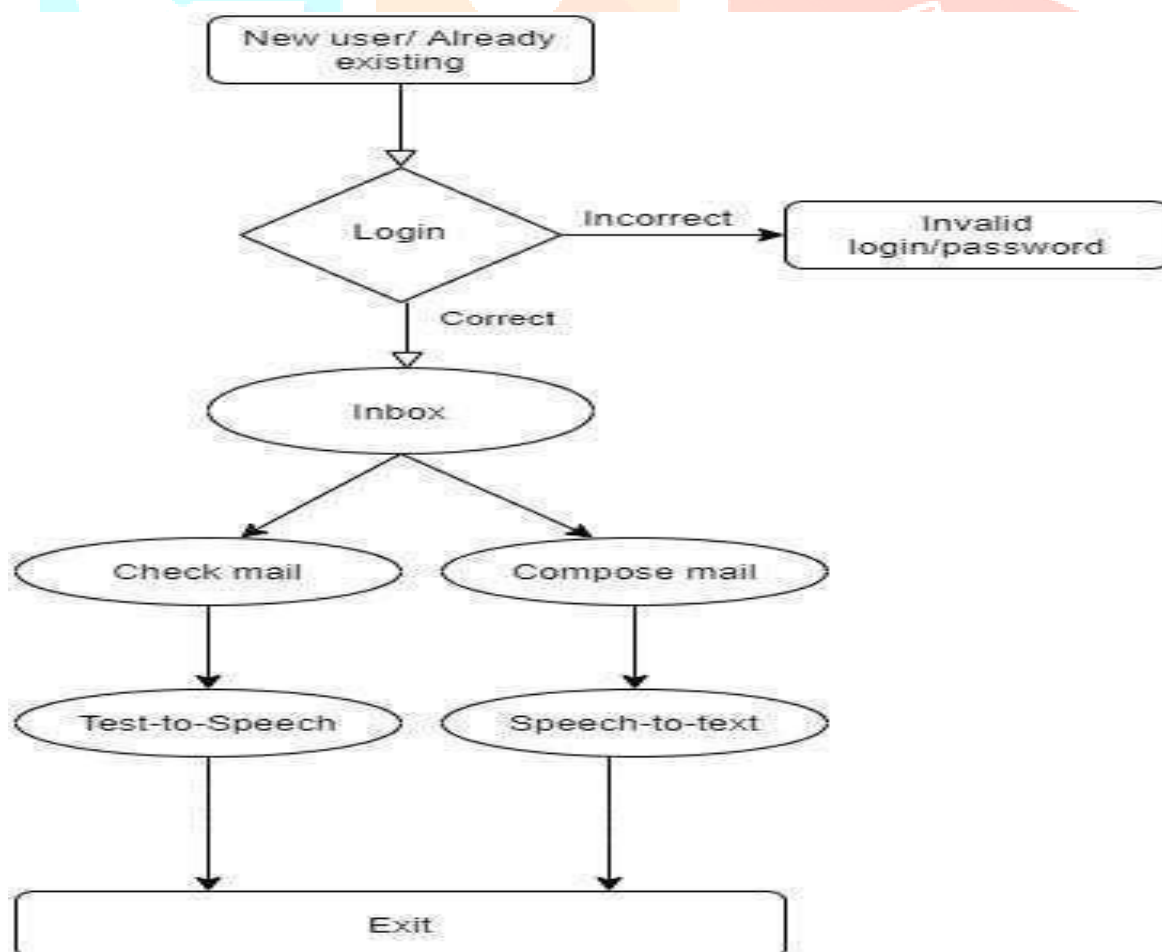 New user/ Already
existing
Login
Incorrect
Invalid
login/password
Correct
Inbox
Check mail
Compose mail
Test-to-Speech
Speech-to-text
Exit